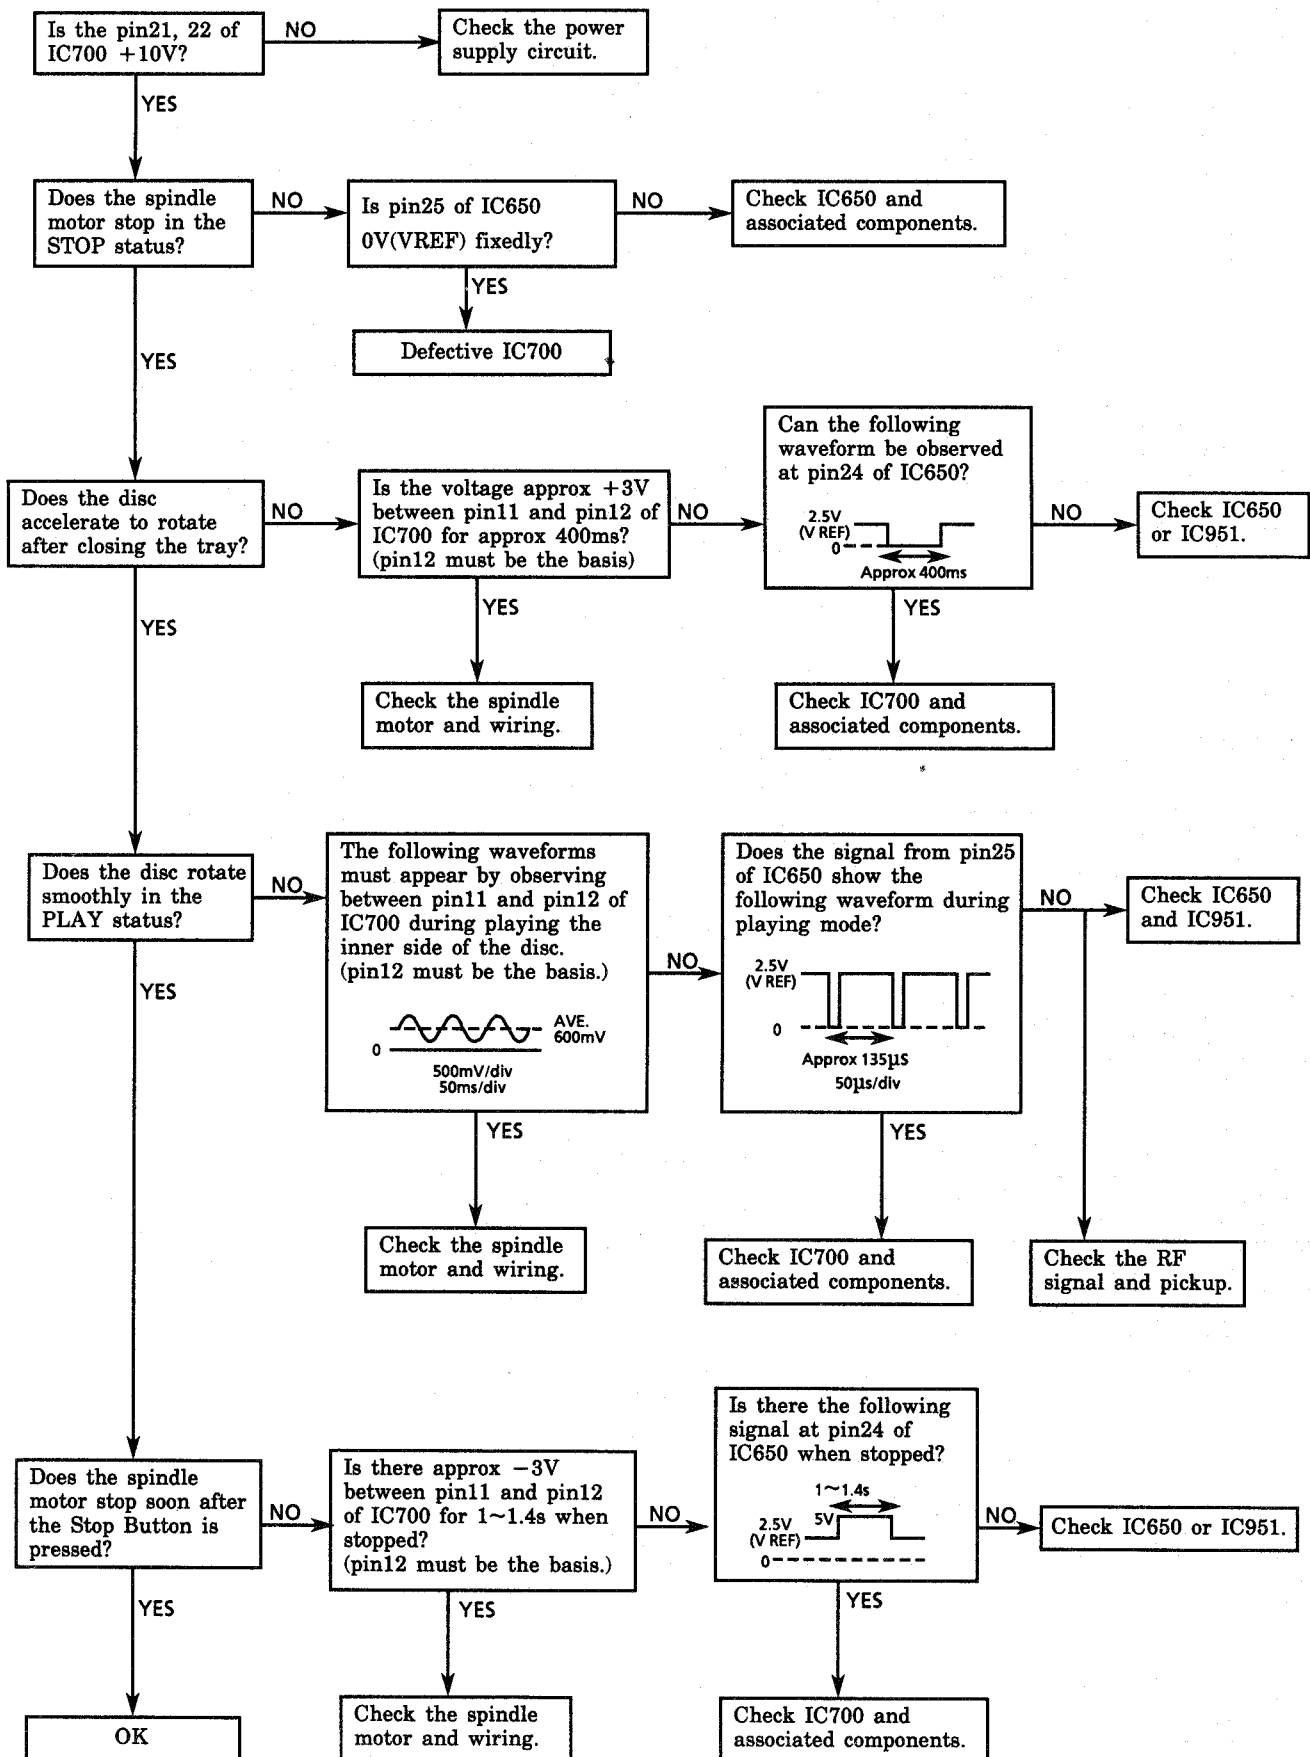 Is the pin21, 22 of
IC700 +10V?
NO
Check the power
supply circuit.
YES
Does the spindle
motor stop in the
STOP status?
NO
Is pin25 of IC650
0V(VREF) fixedly?
NO
Check IC650 and
associated components.
YES
Defective IC700
YES
Does the disc
accelerate to rotate
after closing the tray?
NO
Is the voltage approx +3V
between pin11 and pin12 of
IC700 for approx 400ms?
(pin12 must be the basis)
NO
Can the following
waveform be observed
at pin24 of IC650?
2.5V
(V REF)
0
Approx 400ms
NO
Check IC650
or IC951.
YES
Check the spindle
motor and wiring.
YES
Check IC700 and
associated components.
YES
Does the disc rotate
smoothly in the
PLAY status?
NO
The following waveforms
must appear by observing
between pin11 and pin12 of
IC700 during playing the
inner side of the disc.
(pin12 must be the basis.)
0
AVE.
600mV
500mV/div
50ms/div
NO
Does the signal from pin25
of IC650 show the
following waveform during
playing mode?
2.5V
(V REF)
0
Approx 135µS
50µs/div
NO
Check IC650
and IC951.
YES
Check the spindle
motor and wiring.
YES
Check IC700 and
associated components.
Check the RF
signal and pickup.
YES
Does the spindle
motor stop soon after
the Stop Button is
pressed?
NO
Is there approx −3V
between pin11 and pin12
of IC700 for 1~1.4s when
stopped?
(pin12 must be the basis.)
NO
Is there the following
signal at pin24 of
IC650 when stopped?
1~1.4s
5V
2.5V
(V REF)
0
NO
Check IC650 or IC951.
YES
OK
YES
Check the spindle
motor and wiring.
YES
Check IC700 and
associated components.